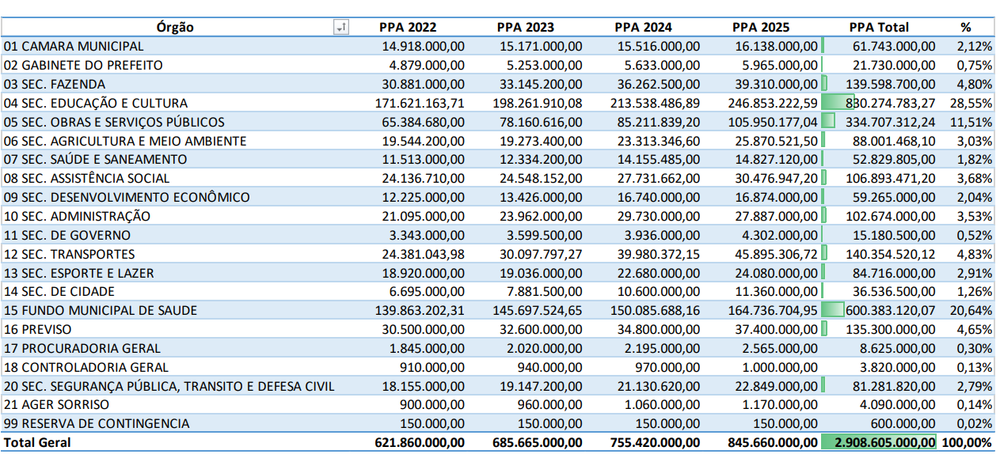 Órgão PPA 2022 PPA 2023 PPA 2024 PPA 2025 PPA Total %
01 CAMARA MUNICIPAL 14.918.000,00 15.171.000,00 15.516.000,00 16.138.000,00 61.743.000,00 2,12%
02 GABINETE DO PREFEITO 4.879.000,00 5.253.000,00 5.633.000,00 5.965.000,00 21.730.000,00 0,75%
03 SEC. FAZENDA 30.881.000,00 33.145.200,00 36.262.500,00 39.310.000,00 139.598.700,00 4,80%
04 SEC. EDUCAÇÃO E CULTURA 171.621.163,71 198.261.910,08 213.538.486,89 246.853.222,59 830.274.783,27 28,55%
05 SEC. OBRAS E SERVIÇOS PÚBLICOS 65.384.680,00 78.160.616,00 85.211.839,20 105.950.177,04 334.707.312,24 11,51%
06 SEC. AGRICULTURA E MEIO AMBIENTE 19.544.200,00 19.273.400,00 23.313.346,60 25.870.521,50 88.001.468,10 3,03%
07 SEC. SAÚDE E SANEAMENTO 11.513.000,00 12.334.200,00 14.155.485,00 14.827.120,00 52.829.805,00 1,82%
08 SEC. ASSISTÊNCIA SOCIAL 24.136.710,00 24.548.152,00 27.731.662,00 30.476.947,20 106.893.471,20 3,68%
09 SEC. DESENVOLVIMENTO ECONÔMICO 12.225.000,00 13.426.000,00 16.740.000,00 16.874.000,00 59.265.000,00 2,04%
10 SEC. ADMINISTRAÇÃO 21.095.000,00 23.962.000,00 29.730.000,00 27.887.000,00 102.674.000,00 3,53%
11 SEC. DE GOVERNO 3.343.000,00 3.599.500,00 3.936.000,00 4.302.000,00 15.180.500,00 0,52%
12 SEC. TRANSPORTES 24.381.043,98 30.097.797,27 39.980.372,15 45.895.306,72 140.354.520,12 4,83%
13 SEC. ESPORTE E LAZER 18.920.000,00 19.036.000,00 22.680.000,00 24.080.000,00 84.716.000,00 2,91%
14 SEC. DE CIDADE 6.695.000,00 7.881.500,00 10.600.000,00 11.360.000,00 36.536.500,00 1,26%
15 FUNDO MUNICIPAL DE SAUDE 139.863.202,31 145.697.524,65 150.085.688,16 164.736.704,95 600.383.120,07 20,64%
16 PREVISO 30.500.000,00 32.600.000,00 34.800.000,00 37.400.000,00 135.300.000,00 4,65%
17 PROCURADORIA GERAL 1.845.000,00 2.020.000,00 2.195.000,00 2.565.000,00 8.625.000,00 0,30%
18 CONTROLADORIA GERAL 910.000,00 940.000,00 970.000,00 1.000.000,00 3.820.000,00 0,13%
20 SEC. SEGURANÇA PÚBLICA, TRANSITO E DEFESA CIVIL 18.155.000,00 19.147.200,00 21.130.620,00 22.849.000,00 81.281.820,00 2,79%
21 AGER SORRISO 900.000,00 960.000,00 1.060.000,00 1.170.000,00 4.090.000,00 0,14%
99 RESERVA DE CONTINGENCIA 150.000,00 150.000,00 150.000,00 150.000,00 600.000,00 0,02%
Total Geral 621.860.000,00 685.665.000,00 755.420.000,00 845.660.000,00 2.908.605.000,00 100,00%